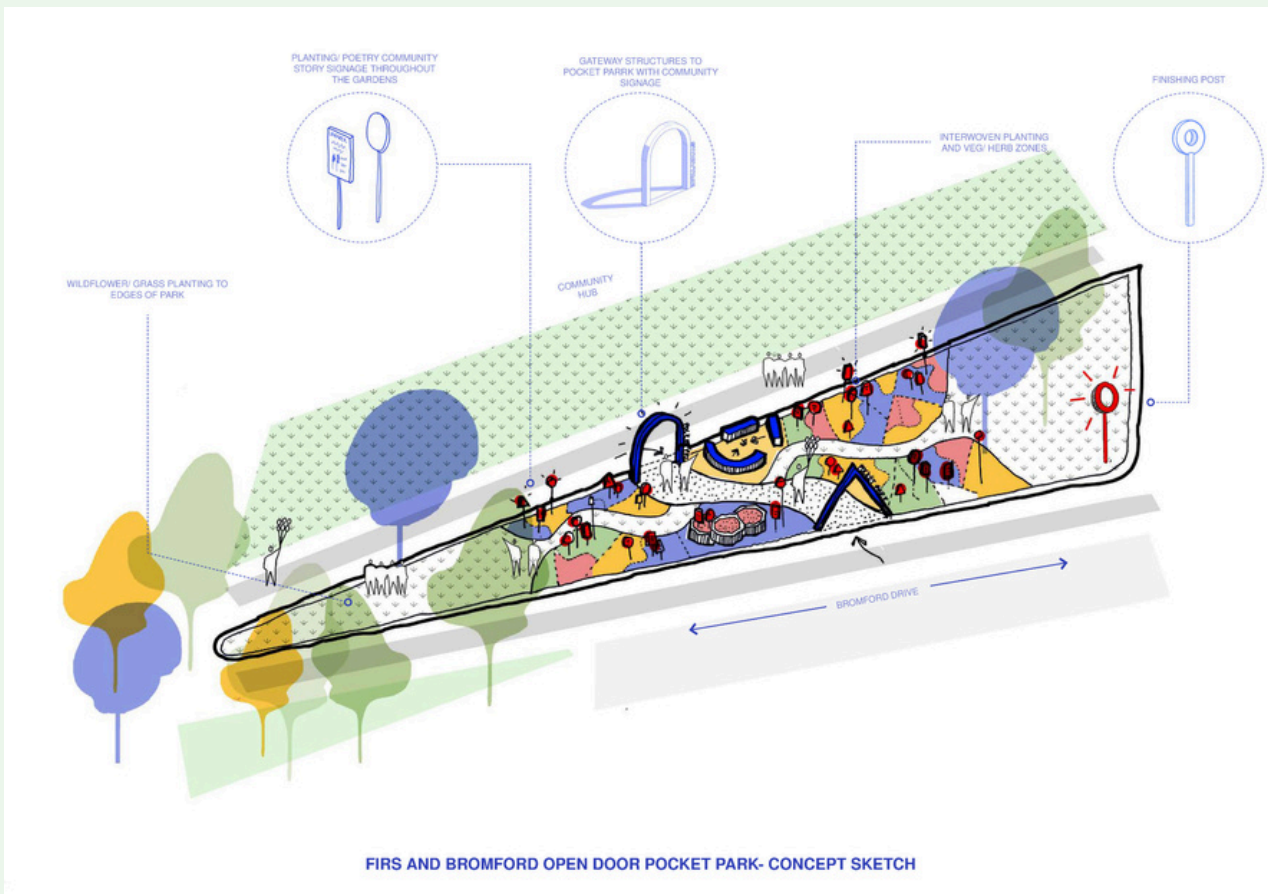 PLANTING/ POETRY COMMUNITY
STORY SIGNAGE THROUGHOUT
THE GARDENS
GATEWAY STRUCTURES TO
POCKET PARRK WITH COMMUNITY
SIGNAGE
FINISHING POST
INTERWOVEN PLANTING
AND VEG/ HERB ZONES
WILDFLOWER/ GRASS PLANTING TO
EDGES OF PARK
COMMUNITY
HUB
BROMFORD DRIVE
FIRS AND BROMFORD OPEN DOOR POCKET PARK- CONCEPT SKETCH